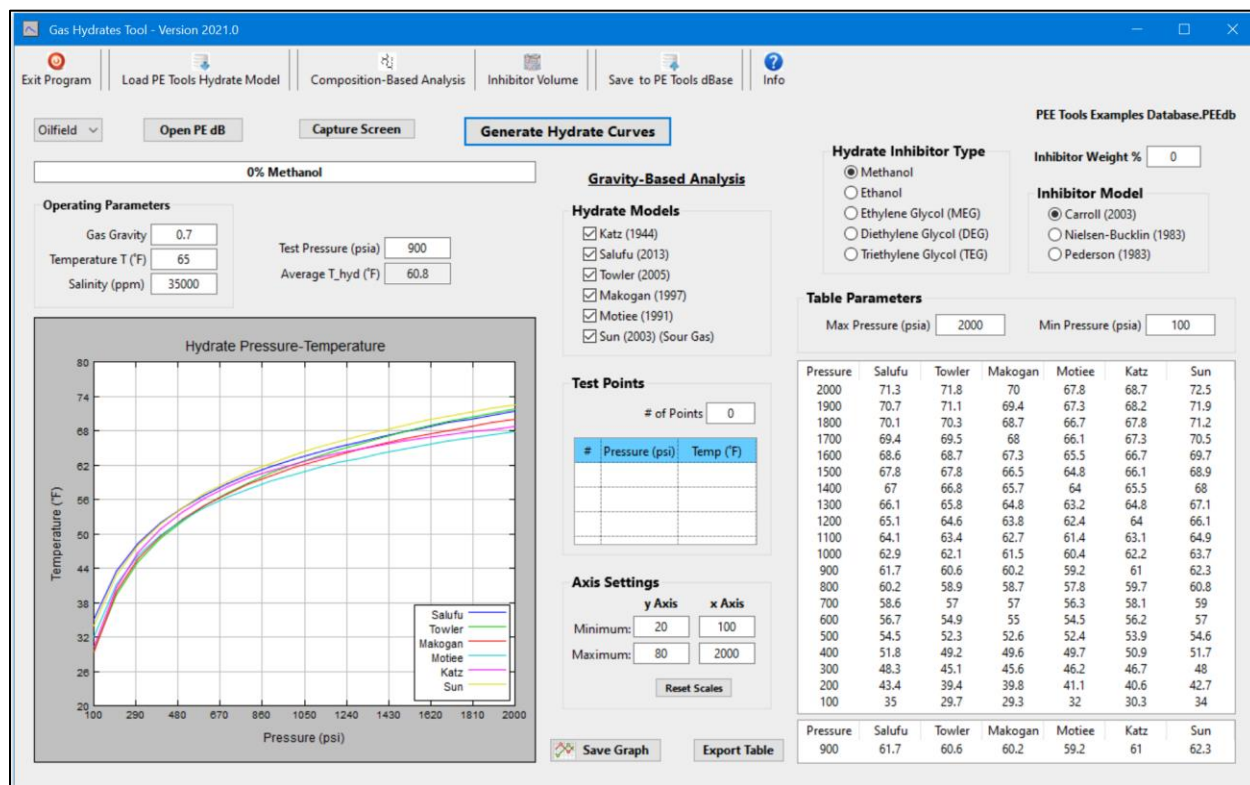 Gas Hydrates Tool - Version 2021.0
Exit Program Load PE Tools Hydrate Model Composition-Based Analysis Inhibitor Volume Save to PE Tools dBase Info
PEE Tools Examples Database.PEEdb
Oilfield Open PE dB Capture Screen Generate Hydrate Curves
0% Methanol
Operating Parameters
Gas Gravity 0.7
Temperature T (°F) 65
Salinity (ppm) 35000
Test Pressure (psia) 900
Average T_hyd (°F) 60.8
Hydrate Pressure-Temperature
Temperature (°F)
80
74
68
62
56
50
44
38
32
26
20
100 290 480 670 860 1050 1240 1430 1620 1810 2000
Pressure (psi)
Salufu
Towler
Makogan
Motiee
Katz
Sun
Gravity-Based Analysis
Hydrate Models
Katz (1944)
Salufu (2013)
Towler (2005)
Makogan (1997)
Motiee (1991)
Sun (2003) (Sour Gas)
Test Points
# of Points 0
# Pressure (psi) Temp (°F)
Axis Settings
y Axis x Axis
Minimum: 20 100
Maximum: 80 2000
Reset Scales
Save Graph Export Table
Hydrate Inhibitor Type
Methanol
Ethanol
Ethylene Glycol (MEG)
Diethylene Glycol (DEG)
Triethylene Glycol (TEG)
Inhibitor Weight % 0
Inhibitor Model
Carroll (2003)
Nielsen-Bucklin (1983)
Pederson (1983)
Table Parameters
Max Pressure (psia) 2000 Min Pressure (psia) 100
Pressure Salufu Towler Makogan Motiee Katz Sun
2000 71.3 71.8 70 67.8 68.7 72.5
1900 70.7 71.1 69.4 67.3 68.2 71.9
1800 70.1 70.3 68.7 66.7 67.8 71.2
1700 69.4 69.5 68 66.1 67.3 70.5
1600 68.6 68.7 67.3 65.5 66.7 69.7
1500 67.8 67.8 66.5 64.8 66.1 68.9
1400 67 66.8 65.7 64 65.5 68
1300 66.1 65.8 64.8 63.2 64.8 67.1
1200 65.1 64.6 63.8 62.4 64 66.1
1100 64.1 63.4 62.7 61.4 63.1 64.9
1000 62.9 62.1 61.5 60.4 62.2 63.7
900 61.7 60.6 60.2 59.2 61 62.3
800 60.2 58.9 58.7 57.8 59.7 60.8
700 58.6 57 57 56.3 58.1 59
600 56.7 54.9 55 54.5 56.2 57
500 54.5 52.3 52.6 52.4 53.9 54.6
400 51.8 49.2 49.6 49.7 50.9 51.7
300 48.3 45.1 45.6 46.2 46.7 48
200 43.4 39.4 39.8 41.1 40.6 42.7
100 35 29.7 29.3 32 30.3 34
Pressure Salufu Towler Makogan Motiee Katz Sun
900 61.7 60.6 60.2 59.2 61 62.3